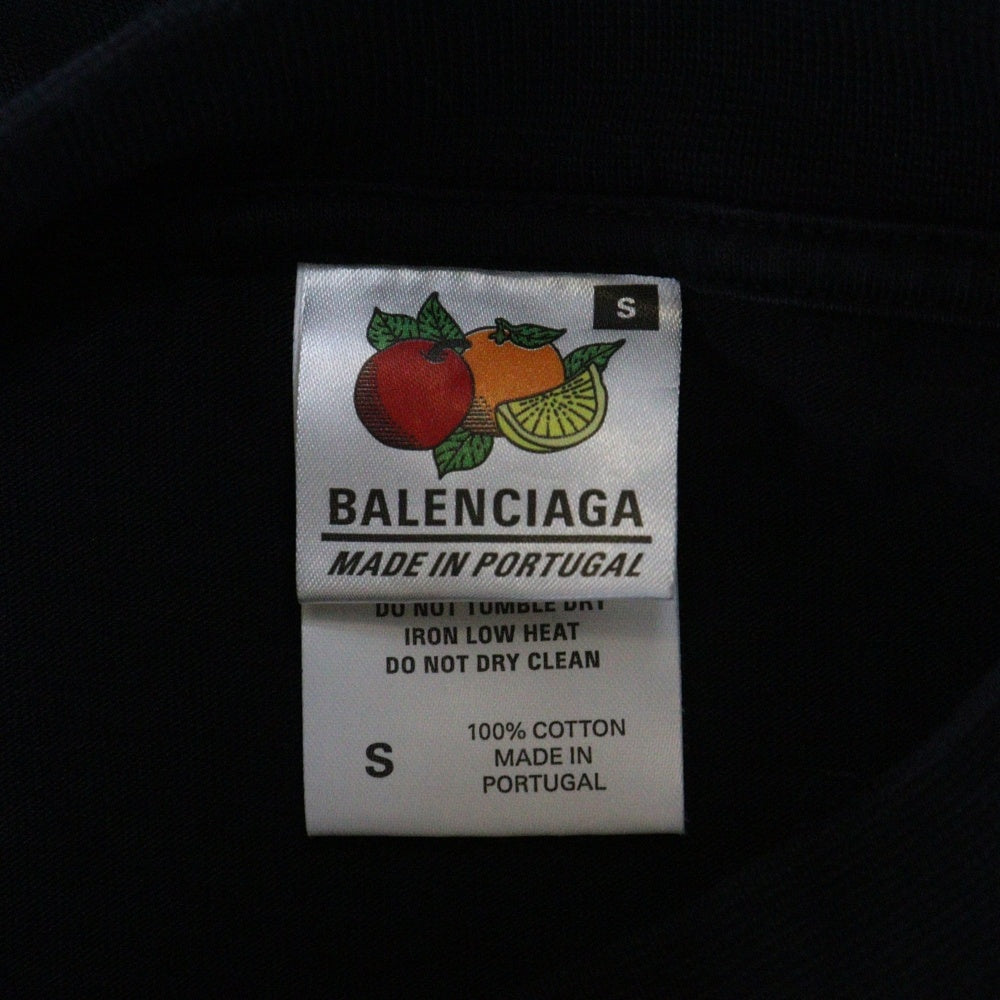 S
BALENCIAGA
MADE IN PORTUGAL
DO NOT TUMBLE DRY
IRON LOW HEAT
DO NOT DRY CLEAN
S
100% COTTON
MADE IN
PORTUGAL